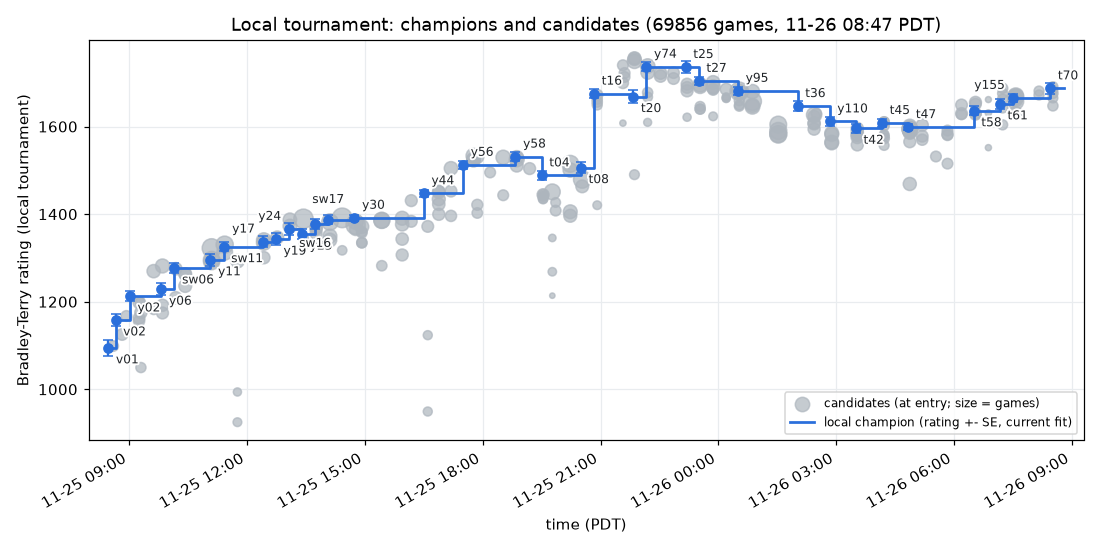 Local tournament: champions and candidates (69856 games, 11-26 08:47 PDT)
Bradley-Terry rating (local tournament)
1600
1400
1200
1000
v01
v02
y02
y06
sw06
y11
sw11
y17
y24
y19
sw16
sw17
y30
y44
y56
y58
t04
t08
t16
t20
y74
t25
t27
y95
t36
y110
t42
t45
t47
t58
y155
t61
t70
candidates (at entry; size = games)
local champion (rating +- SE, current fit)
11-25 09:00
11-25 12:00
11-25 15:00
11-25 18:00
11-25 21:00
11-26 00:00
11-26 03:00
11-26 06:00
11-26 09:00
time (PDT)